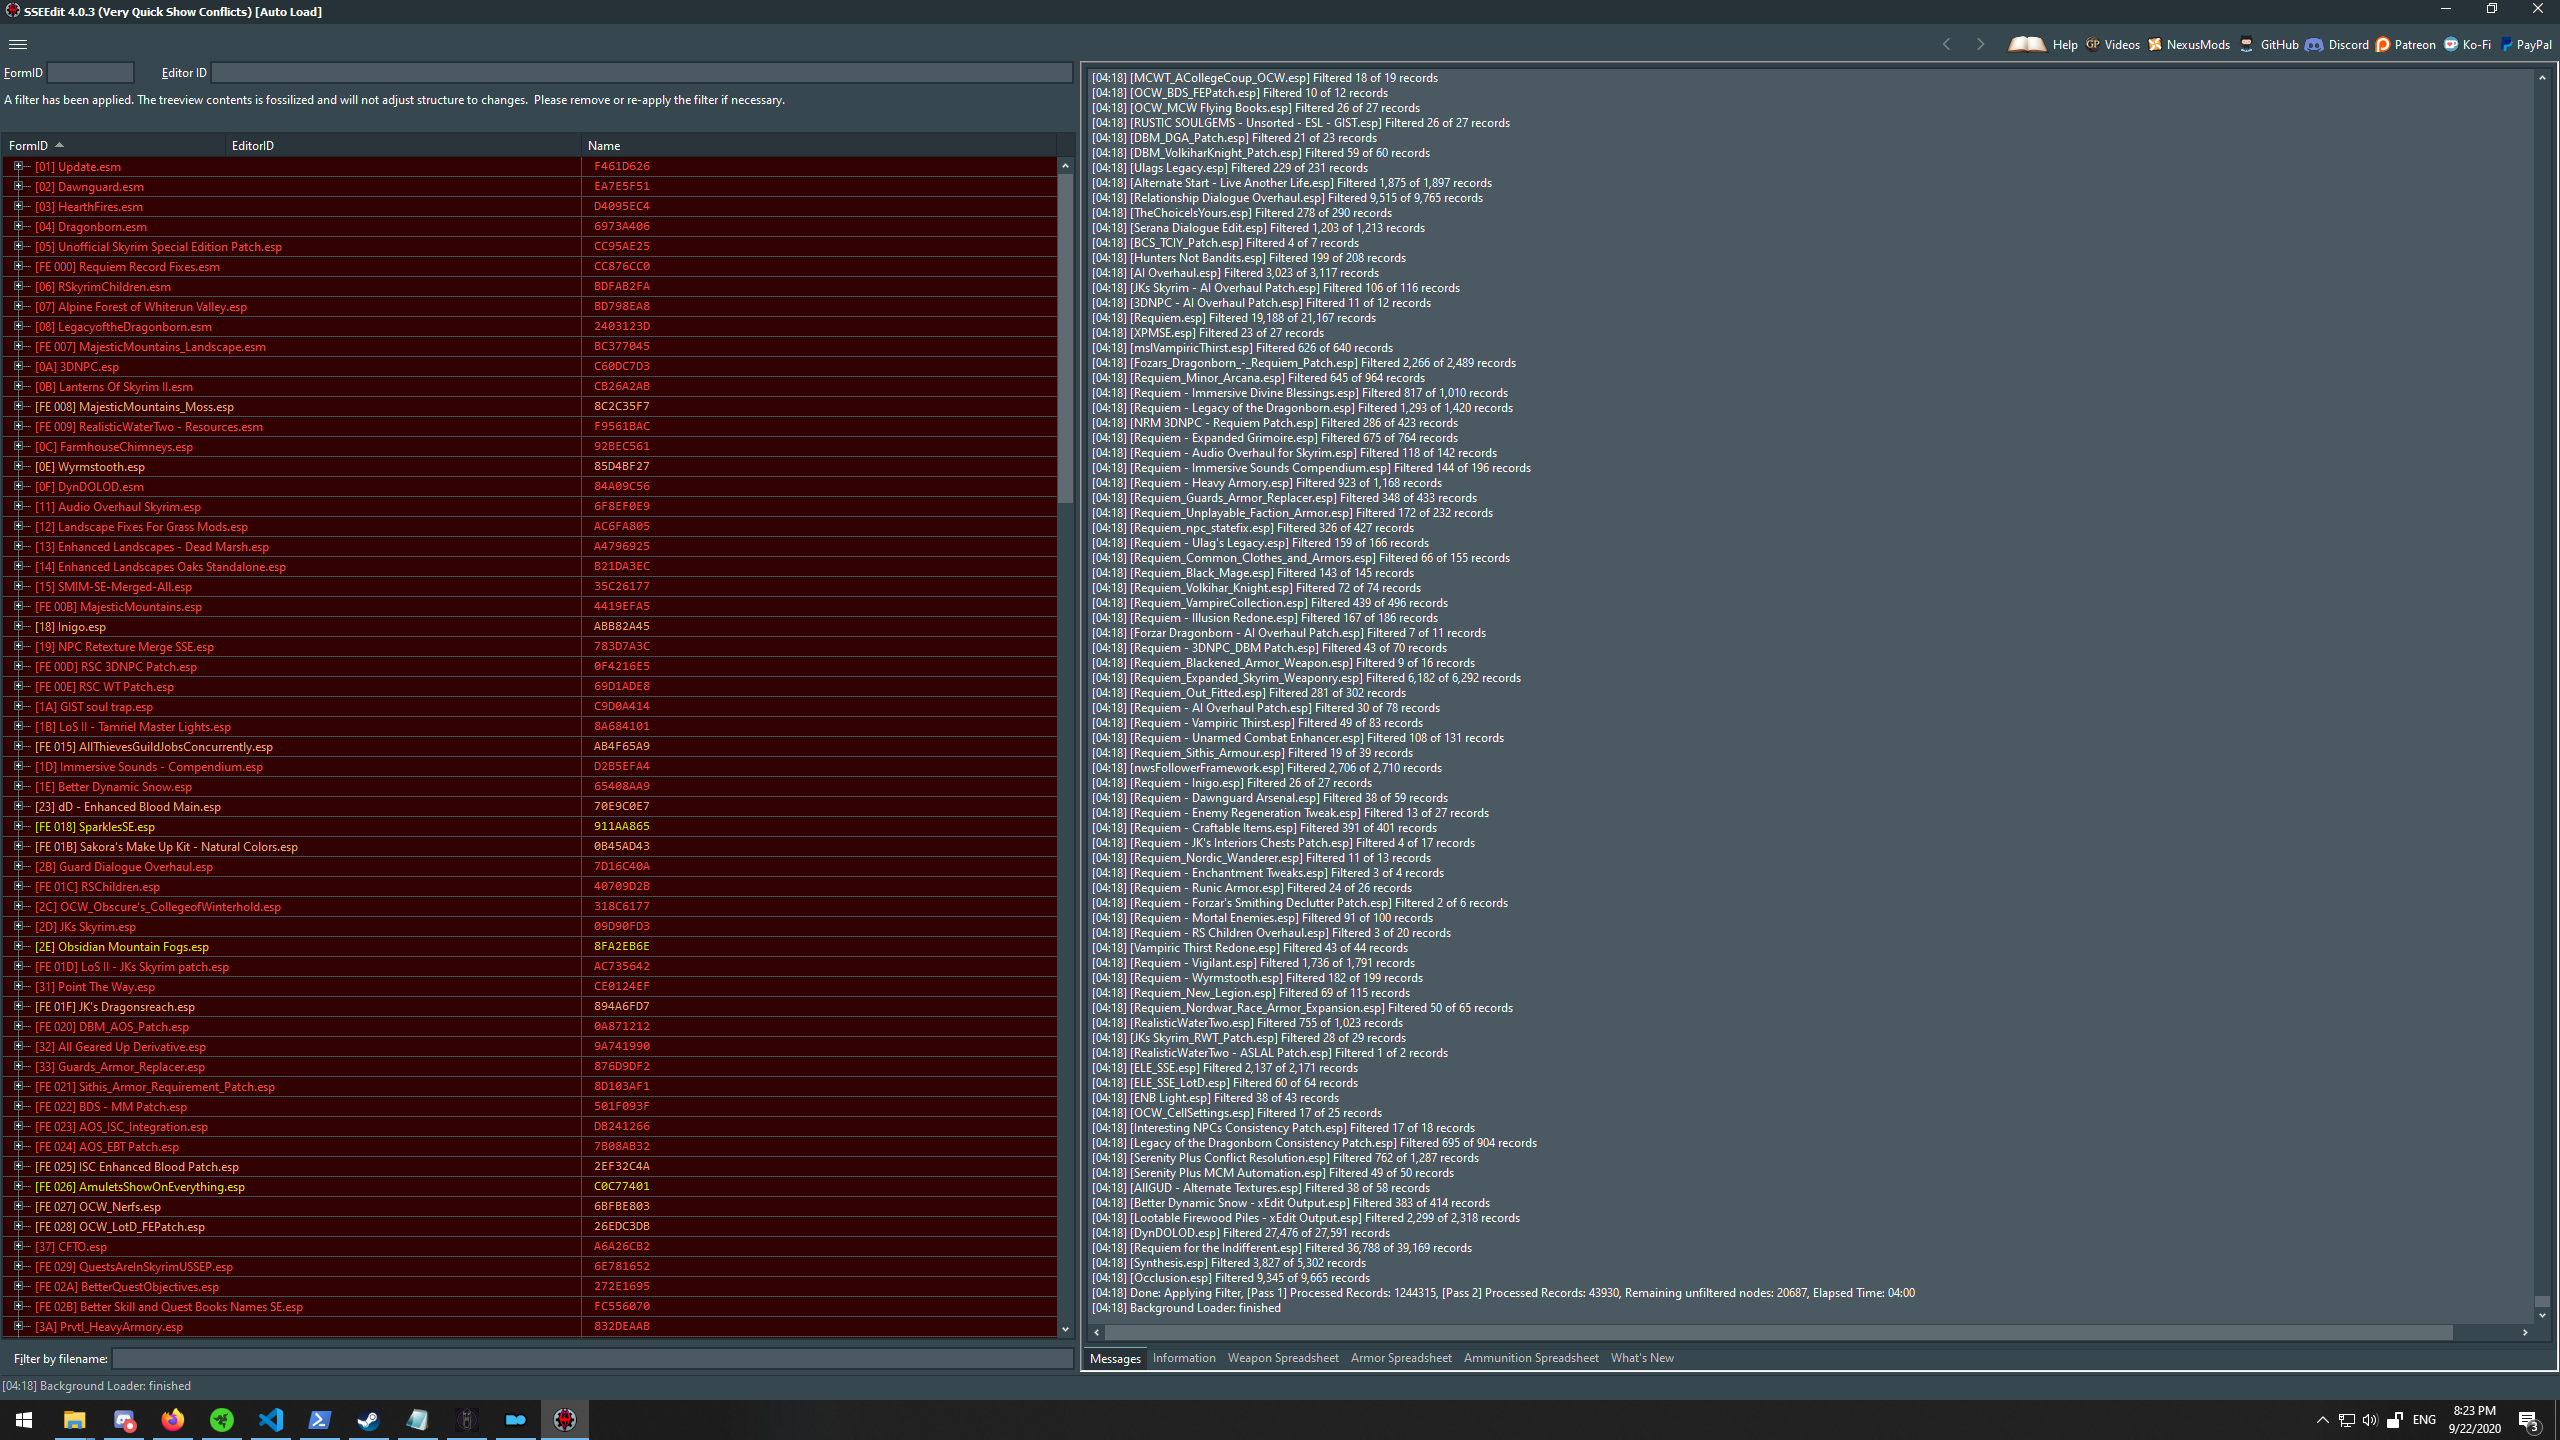 SSEEdit 4.0.3 (Very Quick Show Conflicts) [Auto Load]
Help Videos NexusMods GitHub Discord Patreon Ko-Fi PayPal
FormID Editor ID
A filter has been applied. The treeview contents is fossilized and will not adjust structure to changes. Please remove or re-apply the filter if necessary.
FormID EditorID Name
[01] Update.esm F461D626
[02] Dawnguard.esm EA7E5F51
[03] HearthFires.esm D4095EC4
[04] Dragonborn.esm 6973A406
[05] Unofficial Skyrim Special Edition Patch.esp CC95AE25
[FE 000] Requiem Record Fixes.esm CC876CC0
[06] RSkyrimChildren.esm BDFAB2FA
[07] Alpine Forest of Whiterun Valley.esp BD798EA8
[08] LegacyoftheDragonborn.esm 2403123D
[FE 007] MajesticMountains_Landscape.esm BC377045
[0A] 3DNPC.esp C60DC7D3
[0B] Lanterns Of Skyrim II.esm CB26A2AB
[FE 008] MajesticMountains_Moss.esp 8C2C35F7
[FE 009] RealisticWaterTwo - Resources.esm F9561BAC
[0C] FarmhouseChimneys.esp 92BEC561
[0E] Wyrmstooth.esp 85D4BF27
[0F] DynDOLOD.esm 84A09C56
[11] Audio Overhaul Skyrim.esp 6F8EF0E9
[12] Landscape Fixes For Grass Mods.esp AC6FA805
[13] Enhanced Landscapes - Dead Marsh.esp A4796925
[14] Enhanced Landscapes Oaks Standalone.esp B21DA3EC
[15] SMIM-SE-Merged-All.esp 35C26177
[FE 00B] MajesticMountains.esp 4419EFA5
[18] Inigo.esp ABB82A45
[19] NPC Retexture Merge SSE.esp 783D7A3C
[FE 00D] RSC 3DNPC Patch.esp 0F4216E5
[FE 00E] RSC WT Patch.esp 69D1ADE8
[1A] GIST soul trap.esp C9D0A414
[1B] LoS II - Tamriel Master Lights.esp 8A684101
[FE 015] AllThievesGuildJobsConcurrently.esp AB4F65A9
[1D] Immersive Sounds - Compendium.esp D2B5EFA4
[1E] Better Dynamic Snow.esp 65408AA9
[23] dD - Enhanced Blood Main.esp 70E9C0E7
[FE 018] SparklesSE.esp 911AA865
[FE 01B] Sakora's Make Up Kit - Natural Colors.esp 0B45AD43
[2B] Guard Dialogue Overhaul.esp 7D16C40A
[FE 01C] RSChildren.esp 40709D2B
[2C] OCW_Obscure's_CollegeofWinterhold.esp 318C6177
[2D] JKs Skyrim.esp 09D90FD3
[2E] Obsidian Mountain Fogs.esp 8FA2EB6E
[FE 01D] LoS II - JKs Skyrim patch.esp AC735642
[31] Point The Way.esp CE0124EF
[FE 01F] JK's Dragonsreach.esp 894A6FD7
[FE 020] DBM_AOS_Patch.esp 0A871212
[32] All Geared Up Derivative.esp 9A741990
[33] Guards_Armor_Replacer.esp 876D9DF2
[FE 021] Sithis_Armor_Requirement_Patch.esp 8D103AF1
[FE 022] BDS - MM Patch.esp 501F093F
[FE 023] AOS_ISC_Integration.esp DB241266
[FE 024] AOS_EBT Patch.esp 7B08AB32
[FE 025] ISC Enhanced Blood Patch.esp 2EF32C4A
[FE 026] AmuletsShowOnEverything.esp C0C77401
[FE 027] OCW_Nerfs.esp 6BFBE803
[FE 028] OCW_LotD_FEPatch.esp 26EDC3DB
[37] CFTO.esp A6A26CB2
[FE 029] QuestsAreInSkyrimUSSEP.esp 6E781652
[FE 02A] BetterQuestObjectives.esp 272E1695
[FE 02B] Better Skill and Quest Books Names SE.esp FC556070
[3A] Prvtl_HeavyArmory.esp 832DEAAB
Filter by filename:
[04:18] [MCWT_ACollegeCoup_OCW.esp] Filtered 18 of 19 records
[04:18] [OCW_BDS_FEPatch.esp] Filtered 10 of 12 records
[04:18] [OCW_MCW Flying Books.esp] Filtered 26 of 27 records
[04:18] [RUSTIC SOULGEMS - Unsorted - ESL - GIST.esp] Filtered 26 of 27 records
[04:18] [DBM_DGA_Patch.esp] Filtered 21 of 23 records
[04:18] [DBM_VolkiharKnight_Patch.esp] Filtered 59 of 60 records
[04:18] [Ulags Legacy.esp] Filtered 229 of 231 records
[04:18] [Alternate Start - Live Another Life.esp] Filtered 1,875 of 1,897 records
[04:18] [Relationship Dialogue Overhaul.esp] Filtered 9,515 of 9,765 records
[04:18] [TheChoiceIsYours.esp] Filtered 278 of 290 records
[04:18] [Serana Dialogue Edit.esp] Filtered 1,203 of 1,213 records
[04:18] [BCS_TCIY_Patch.esp] Filtered 4 of 7 records
[04:18] [Hunters Not Bandits.esp] Filtered 199 of 208 records
[04:18] [AI Overhaul.esp] Filtered 3,023 of 3,117 records
[04:18] [JKs Skyrim - AI Overhaul Patch.esp] Filtered 106 of 116 records
[04:18] [3DNPC - AI Overhaul Patch.esp] Filtered 11 of 12 records
[04:18] [Requiem.esp] Filtered 19,188 of 21,167 records
[04:18] [XPMSE.esp] Filtered 23 of 27 records
[04:18] [mslVampiricThirst.esp] Filtered 626 of 640 records
[04:18] [Fozars_Dragonborn_-_Requiem_Patch.esp] Filtered 2,266 of 2,489 records
[04:18] [Requiem_Minor_Arcana.esp] Filtered 645 of 964 records
[04:18] [Requiem - Immersive Divine Blessings.esp] Filtered 817 of 1,010 records
[04:18] [Requiem - Legacy of the Dragonborn.esp] Filtered 1,293 of 1,420 records
[04:18] [NRM 3DNPC - Requiem Patch.esp] Filtered 286 of 423 records
[04:18] [Requiem - Expanded Grimoire.esp] Filtered 675 of 764 records
[04:18] [Requiem - Audio Overhaul for Skyrim.esp] Filtered 118 of 142 records
[04:18] [Requiem - Immersive Sounds Compendium.esp] Filtered 144 of 196 records
[04:18] [Requiem - Heavy Armory.esp] Filtered 923 of 1,168 records
[04:18] [Requiem_Guards_Armor_Replacer.esp] Filtered 348 of 433 records
[04:18] [Requiem_Unplayable_Faction_Armor.esp] Filtered 172 of 232 records
[04:18] [Requiem_npc_statefix.esp] Filtered 326 of 427 records
[04:18] [Requiem - Ulag's Legacy.esp] Filtered 159 of 166 records
[04:18] [Requiem_Common_Clothes_and_Armors.esp] Filtered 66 of 155 records
[04:18] [Requiem_Black_Mage.esp] Filtered 143 of 145 records
[04:18] [Requiem_Volkihar_Knight.esp] Filtered 72 of 74 records
[04:18] [Requiem_VampireCollection.esp] Filtered 439 of 496 records
[04:18] [Requiem - Illusion Redone.esp] Filtered 167 of 186 records
[04:18] [Forzar Dragonborn - AI Overhaul Patch.esp] Filtered 7 of 11 records
[04:18] [Requiem - 3DNPC_DBM Patch.esp] Filtered 43 of 70 records
[04:18] [Requiem_Blackened_Armor_Weapon.esp] Filtered 9 of 16 records
[04:18] [Requiem_Expanded_Skyrim_Weaponry.esp] Filtered 6,182 of 6,292 records
[04:18] [Requiem_Out_Fitted.esp] Filtered 281 of 302 records
[04:18] [Requiem - AI Overhaul Patch.esp] Filtered 30 of 78 records
[04:18] [Requiem - Vampiric Thirst.esp] Filtered 49 of 83 records
[04:18] [Requiem - Unarmed Combat Enhancer.esp] Filtered 108 of 131 records
[04:18] [Requiem_Sithis_Armour.esp] Filtered 19 of 39 records
[04:18] [nwsFollowerFramework.esp] Filtered 2,706 of 2,710 records
[04:18] [Requiem - Inigo.esp] Filtered 26 of 27 records
[04:18] [Requiem - Dawnguard Arsenal.esp] Filtered 38 of 59 records
[04:18] [Requiem - Enemy Regeneration Tweak.esp] Filtered 13 of 27 records
[04:18] [Requiem - Craftable Items.esp] Filtered 391 of 401 records
[04:18] [Requiem - JK's Interiors Chests Patch.esp] Filtered 4 of 17 records
[04:18] [Requiem_Nordic_Wanderer.esp] Filtered 11 of 13 records
[04:18] [Requiem - Enchantment Tweaks.esp] Filtered 3 of 4 records
[04:18] [Requiem - Runic Armor.esp] Filtered 24 of 26 records
[04:18] [Requiem - Forzar's Smithing Declutter Patch.esp] Filtered 2 of 6 records
[04:18] [Requiem - Mortal Enemies.esp] Filtered 91 of 100 records
[04:18] [Requiem - RS Children Overhaul.esp] Filtered 3 of 20 records
[04:18] [Vampiric Thirst Redone.esp] Filtered 43 of 44 records
[04:18] [Requiem - Vigilant.esp] Filtered 1,736 of 1,791 records
[04:18] [Requiem - Wyrmstooth.esp] Filtered 182 of 199 records
[04:18] [Requiem_New_Legion.esp] Filtered 69 of 115 records
[04:18] [Requiem_Nordwar_Race_Armor_Expansion.esp] Filtered 50 of 65 records
[04:18] [RealisticWaterTwo.esp] Filtered 755 of 1,023 records
[04:18] [JKs Skyrim_RWT_Patch.esp] Filtered 28 of 29 records
[04:18] [RealisticWaterTwo - ASLAL Patch.esp] Filtered 1 of 2 records
[04:18] [ELE_SSE.esp] Filtered 2,137 of 2,171 records
[04:18] [ELE_SSE_LotD.esp] Filtered 60 of 64 records
[04:18] [ENB Light.esp] Filtered 38 of 43 records
[04:18] [OCW_CellSettings.esp] Filtered 17 of 25 records
[04:18] [Interesting NPCs Consistency Patch.esp] Filtered 17 of 18 records
[04:18] [Legacy of the Dragonborn Consistency Patch.esp] Filtered 695 of 904 records
[04:18] [Serenity Plus Conflict Resolution.esp] Filtered 762 of 1,287 records
[04:18] [Serenity Plus MCM Automation.esp] Filtered 49 of 50 records
[04:18] [AllGUD - Alternate Textures.esp] Filtered 38 of 58 records
[04:18] [Better Dynamic Snow - xEdit Output.esp] Filtered 383 of 414 records
[04:18] [Lootable Firewood Piles - xEdit Output.esp] Filtered 2,299 of 2,318 records
[04:18] [DynDOLOD.esp] Filtered 27,476 of 27,591 records
[04:18] [Requiem for the Indifferent.esp] Filtered 36,788 of 39,169 records
[04:18] [Synthesis.esp] Filtered 3,827 of 5,302 records
[04:18] [Occlusion.esp] Filtered 9,345 of 9,665 records
[04:18] Done: Applying Filter, [Pass 1] Processed Records: 1244315, [Pass 2] Processed Records: 43930, Remaining unfiltered nodes: 20687, Elapsed Time: 04:00
[04:18] Background Loader: finished
Messages Information Weapon Spreadsheet Armor Spreadsheet Ammunition Spreadsheet What's New
[04:18] Background Loader: finished
ENG
8:23 PM
9/22/2020
3